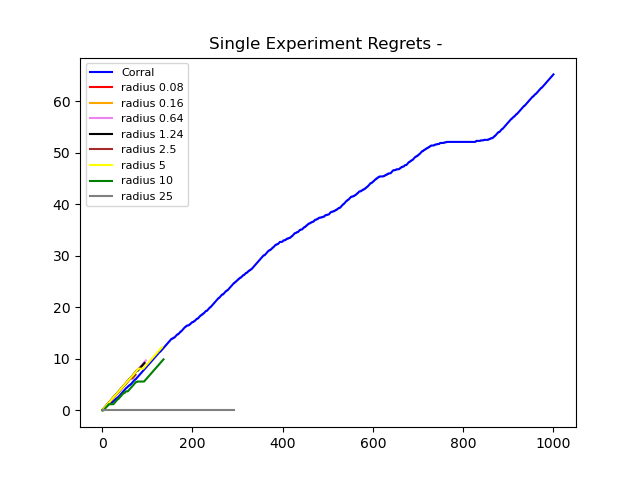 Single Experiment Regrets -
Corral
radius 0.08
radius 0.16
radius 0.64
radius 1.24
radius 2.5
radius 5
radius 10
radius 25
60
50
40
30
20
10
0
0 200 400 600 800 1000